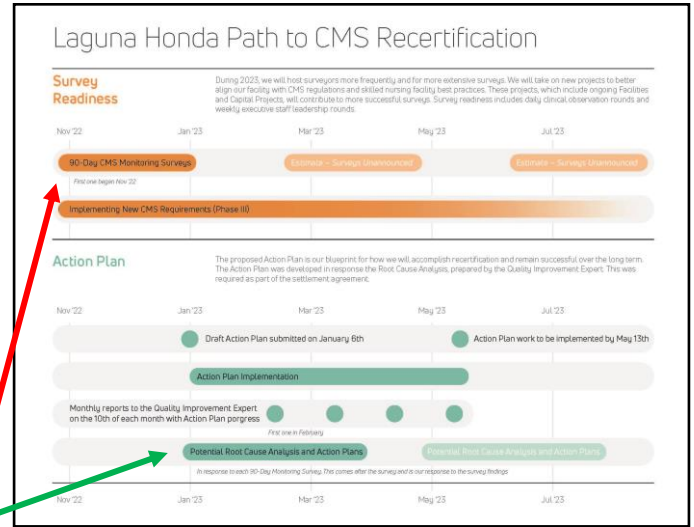 Laguna Honda Path to CMS Recertification
Survey
Readiness
During 2023, we will host surveyors more frequently and for more extensive surveys. We will take on new projects to better
align our facility with CMS regulations and skilled nursing facility best practices. These projects, which include ongoing Facilities
and Capital Projects, will contribute to more successful surveys. Survey readiness includes daily clinical observation rounds and
weekly executive staff leadership rounds.
Nov '22 Jan '23 Mar '23 May '23 Jul '23
90-Day CMS Monitoring Surveys Estimate – Surveys Unannounced Estimate – Surveys Unannounced
First one began Nov '22
Implementing New CMS Requirements (Phase III)
Action Plan
The proposed Action Plan is our blueprint for how we will accomplish recertification and remain successful over the long term.
The Action Plan was developed in response the Root Cause Analysis, prepared by the Quality Improvement Expert. This was
required as part of the settlement agreement.
Nov '22 Jan '23 Mar '23 May '23 Jul '23
Draft Action Plan submitted on January 6th Action Plan work to be implemented by May 13th
Action Plan Implementation
Monthly reports to the Quality Improvement Expert
on the 10th of each month with Action Plan porgress
First one in February
Potential Root Cause Analysis and Action Plans Potential Root Cause Analysis and Action Plans
In response to each 90-Day Monitoring Survey. This comes after the survey and is our response to the survey findings
Nov '22 Jan '23 Mar '23 May '23 Jul '23